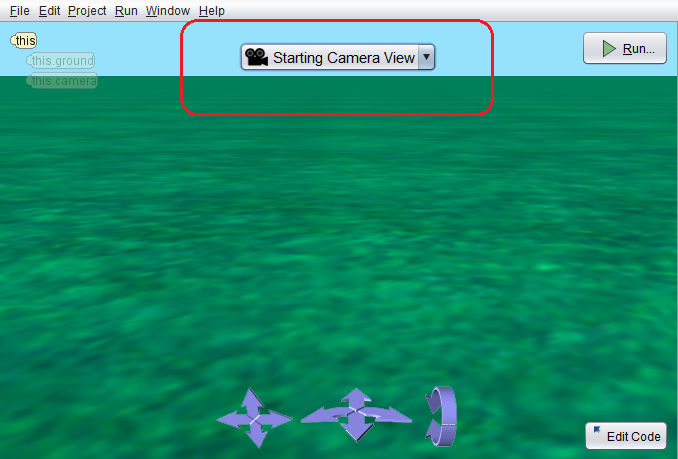 File Edit Project Run Window Help
this
this.ground
this.camera
Starting Camera View
Run...
Edit Code